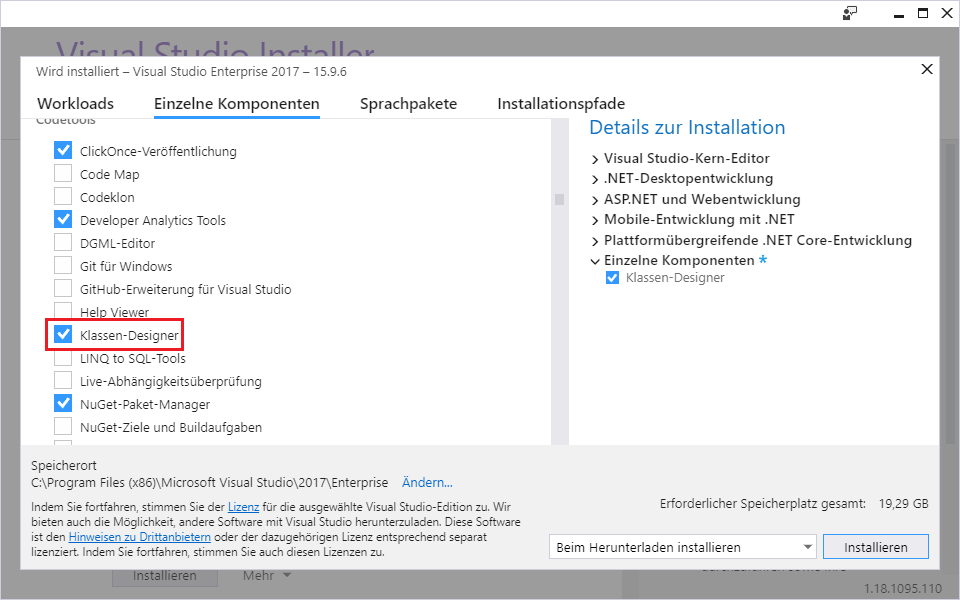 Visual Studio Installer
Wird installiert – Visual Studio Enterprise 2017 – 15.9.6
Workloads
Einzelne Komponenten
Sprachpakete
Installationspfade
Codetools
ClickOnce-Veröffentlichung
Code Map
Codeklon
Developer Analytics Tools
DGML-Editor
Git für Windows
GitHub-Erweiterung für Visual Studio
Help Viewer
Klassen-Designer
LINQ to SQL-Tools
Live-Abhängigkeitsüberprüfung
NuGet-Paket-Manager
NuGet-Ziele und Buildaufgaben
Details zur Installation
Visual Studio-Kern-Editor
.NET-Desktopentwicklung
ASP.NET und Webentwicklung
Mobile-Entwicklung mit .NET
Plattformübergreifende .NET Core-Entwicklung
Einzelne Komponenten *
Klassen-Designer
Speicherort
C:\Program Files (x86)\Microsoft Visual Studio\2017\Enterprise Ändern...
Indem Sie fortfahren, stimmen Sie der Lizenz für die ausgewählte Visual Studio-Edition zu. Wir
bieten auch die Möglichkeit, andere Software mit Visual Studio herunterzuladen. Diese Software
ist den Hinweisen zu Drittanbietern oder der dazugehörigen Lizenz entsprechend separat
lizenziert. Indem Sie fortfahren, stimmen Sie auch diesen Lizenzen zu.
Erforderlicher Speicherplatz gesamt: 19,29 GB
Beim Herunterladen installieren
Installieren
Installieren
Mehr
1.18.1095.110